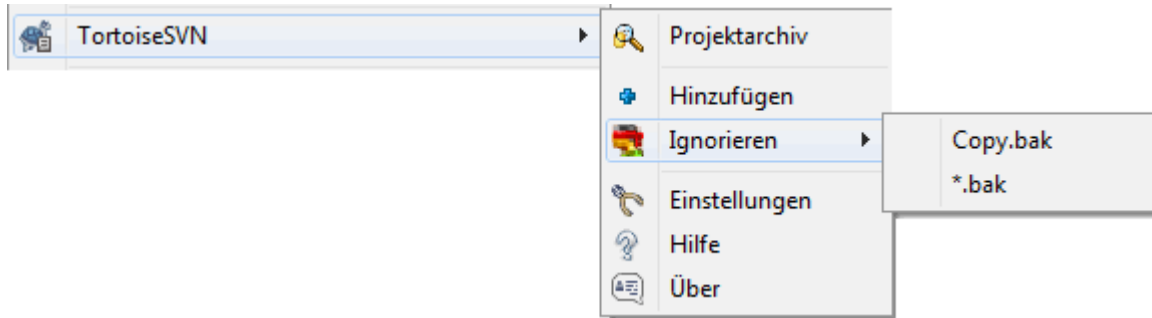 TortoiseSVN
Projektarchiv
Hinzufügen
Ignorieren
Copy.bak
*.bak
Einstellungen
Hilfe
Über